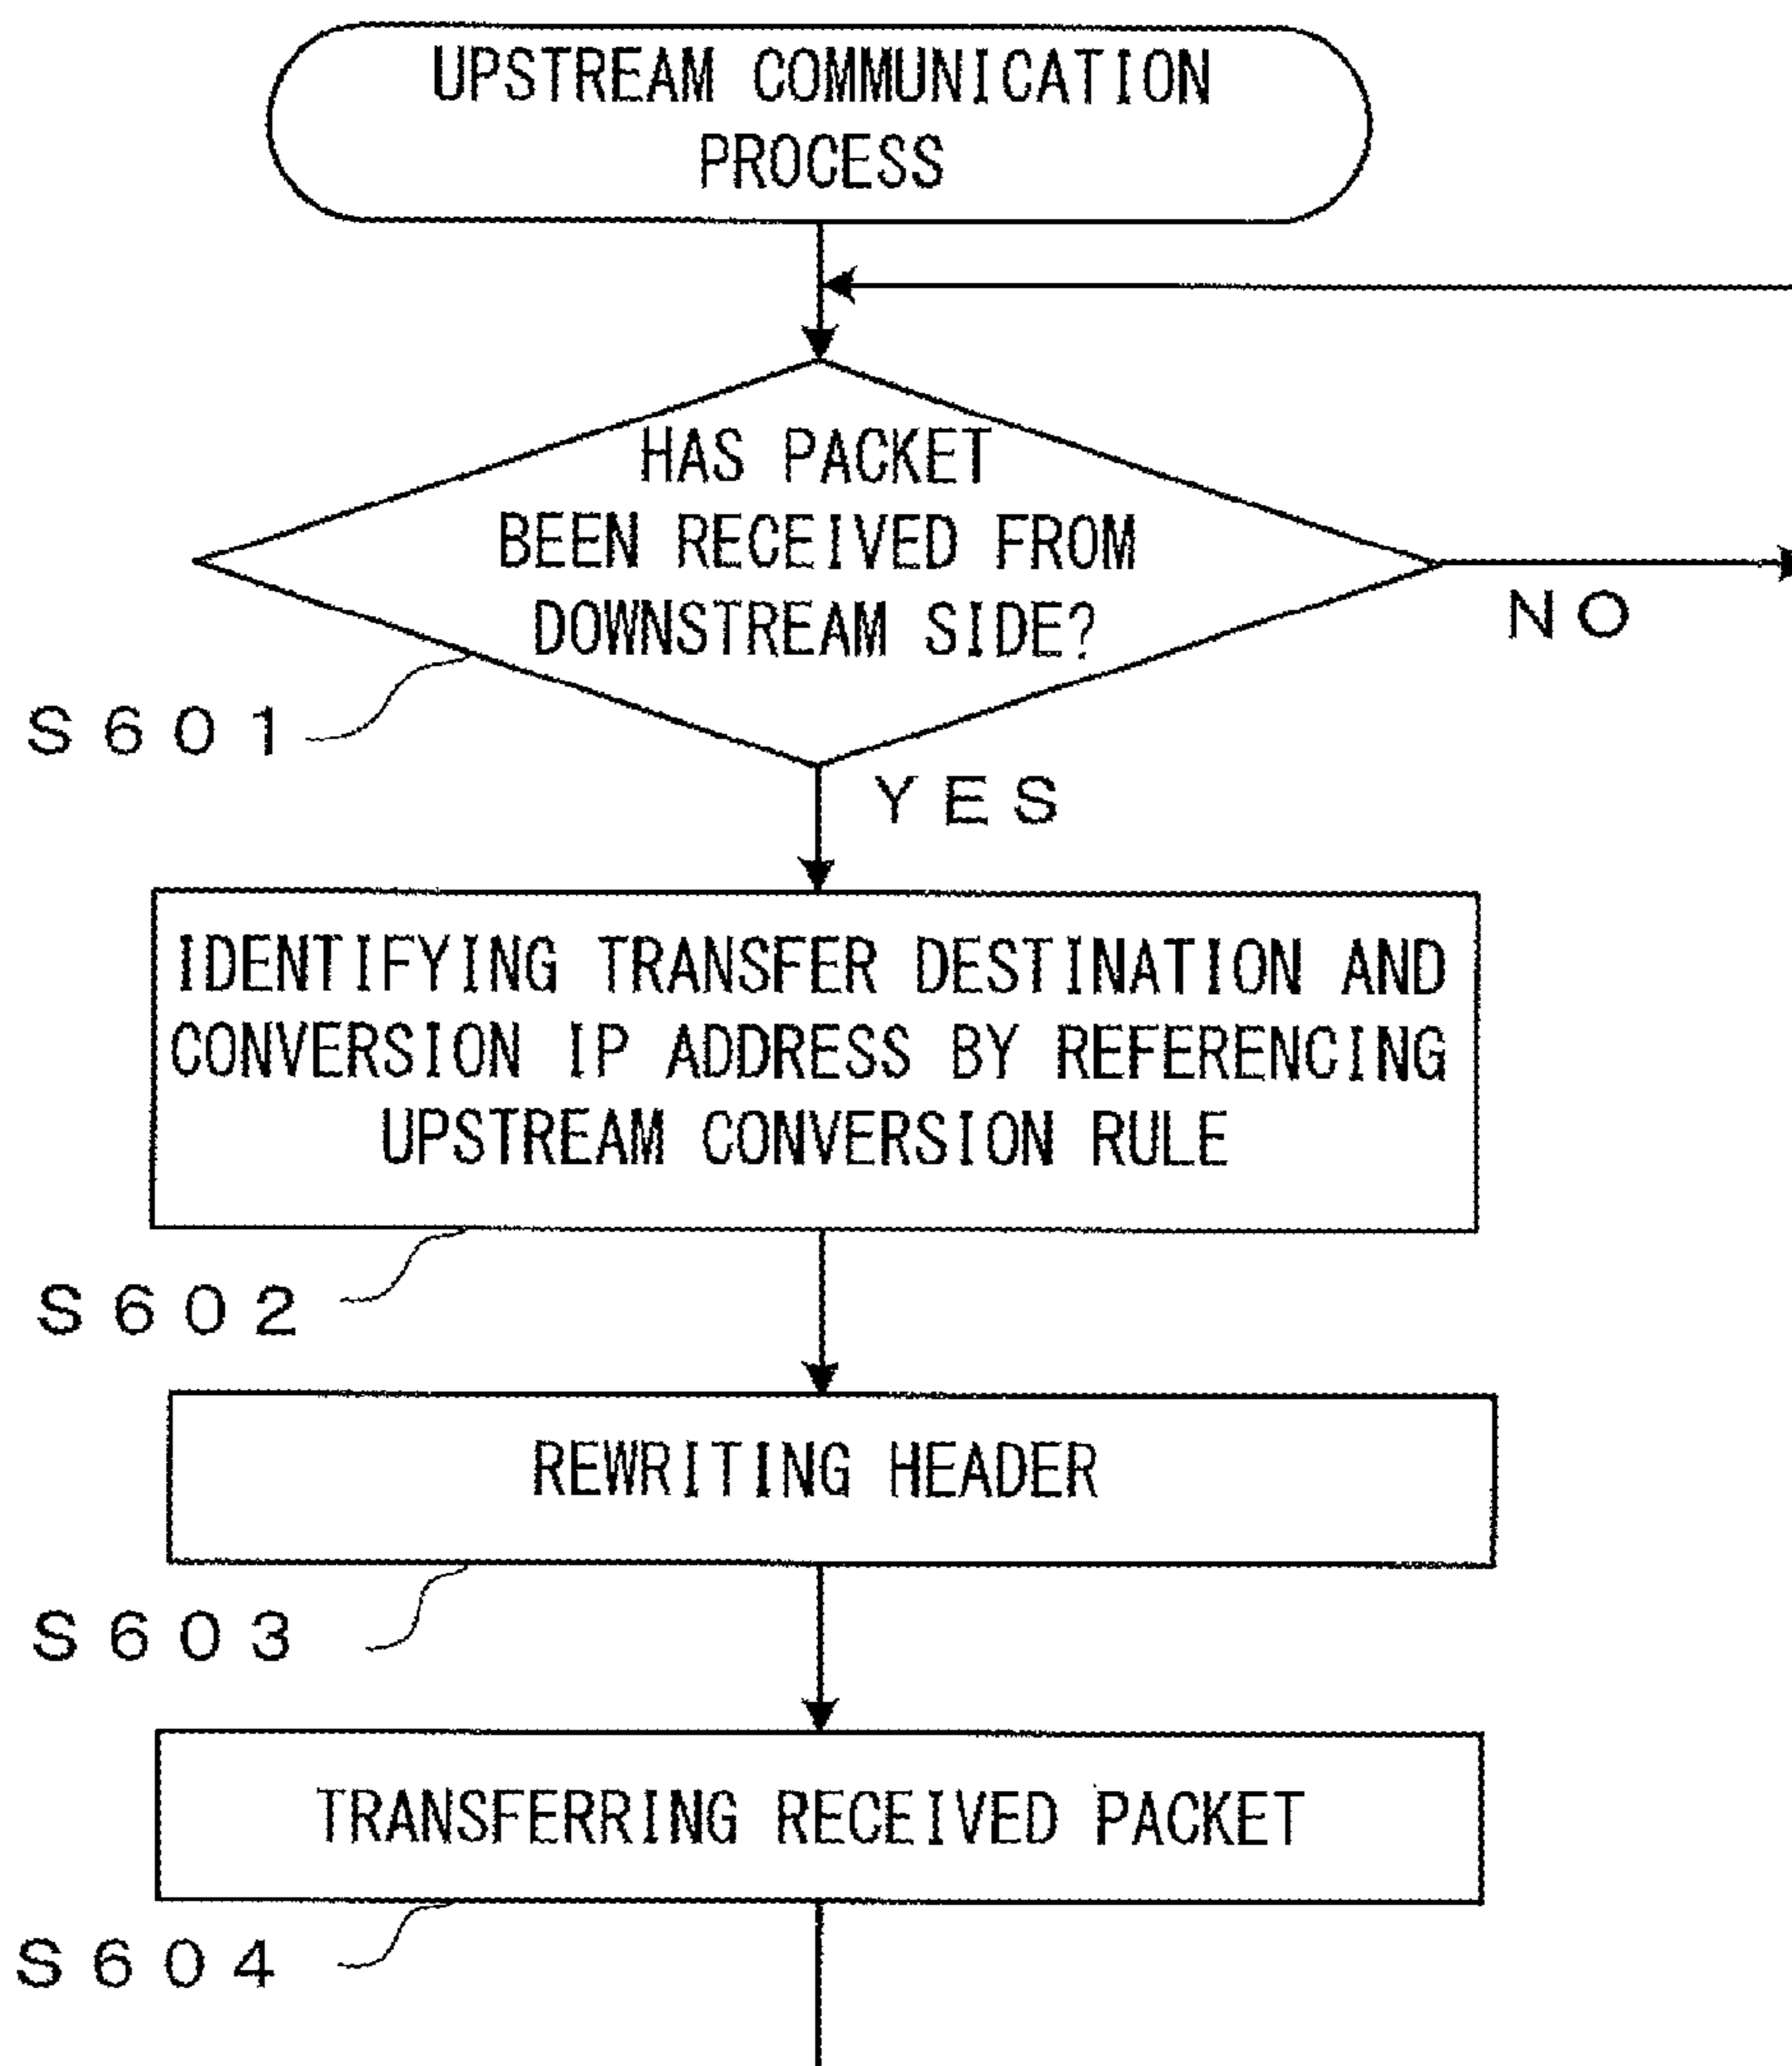 UPSTREAM COMMUNICATION
PROCESS
HAS PACKET
BEEN RECEIVED FROM
DOWNSTREAM SIDE?
NO
S601
YES
IDENTIFYING TRANSFER DESTINATION AND
CONVERSION IP ADDRESS BY REFERENCING
UPSTREAM CONVERSION RULE
S602
REWRITING HEADER
S603
TRANSFERRING RECEIVED PACKET
S604